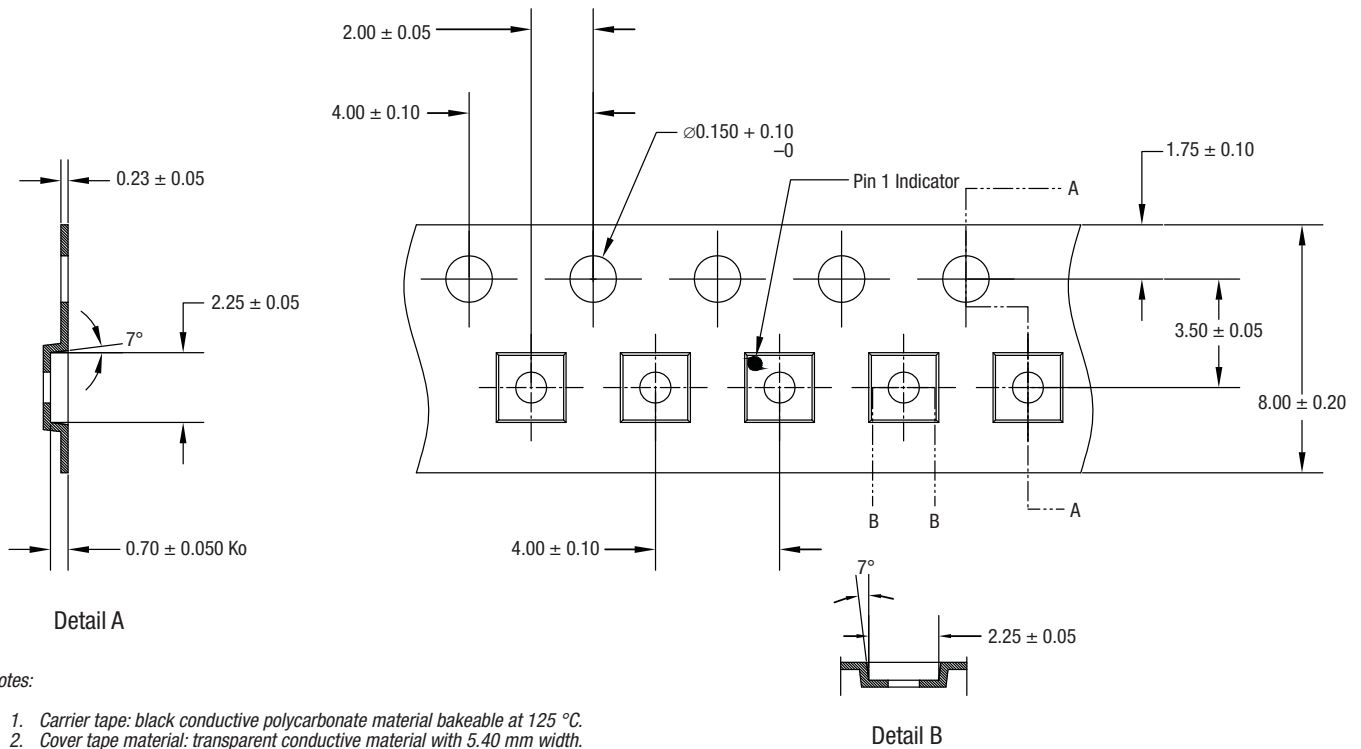 2.00 ± 0.05
4.00 ± 0.10
∅0.150 + 0.10
–0
1.75 ± 0.10
0.23 ± 0.05
Pin 1 Indicator
A
2.25 ± 0.05
7°
3.50 ± 0.05
8.00 ± 0.20
A
B B
0.70 ± 0.050 Ko
4.00 ± 0.10
7°
2.25 ± 0.05
Detail A
Detail B
otes:
1. Carrier tape: black conductive polycarbonate material bakeable at 125 °C.
2. Cover tape material: transparent conductive material with 5.40 mm width.